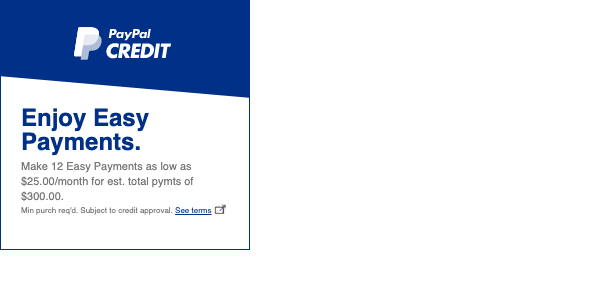 PayPal
CREDIT
Enjoy Easy
Payments.
Make 12 Easy Payments as low as
$25.00/month for est. total pymts of
$300.00.
Min purch req'd. Subject to credit approval. See terms